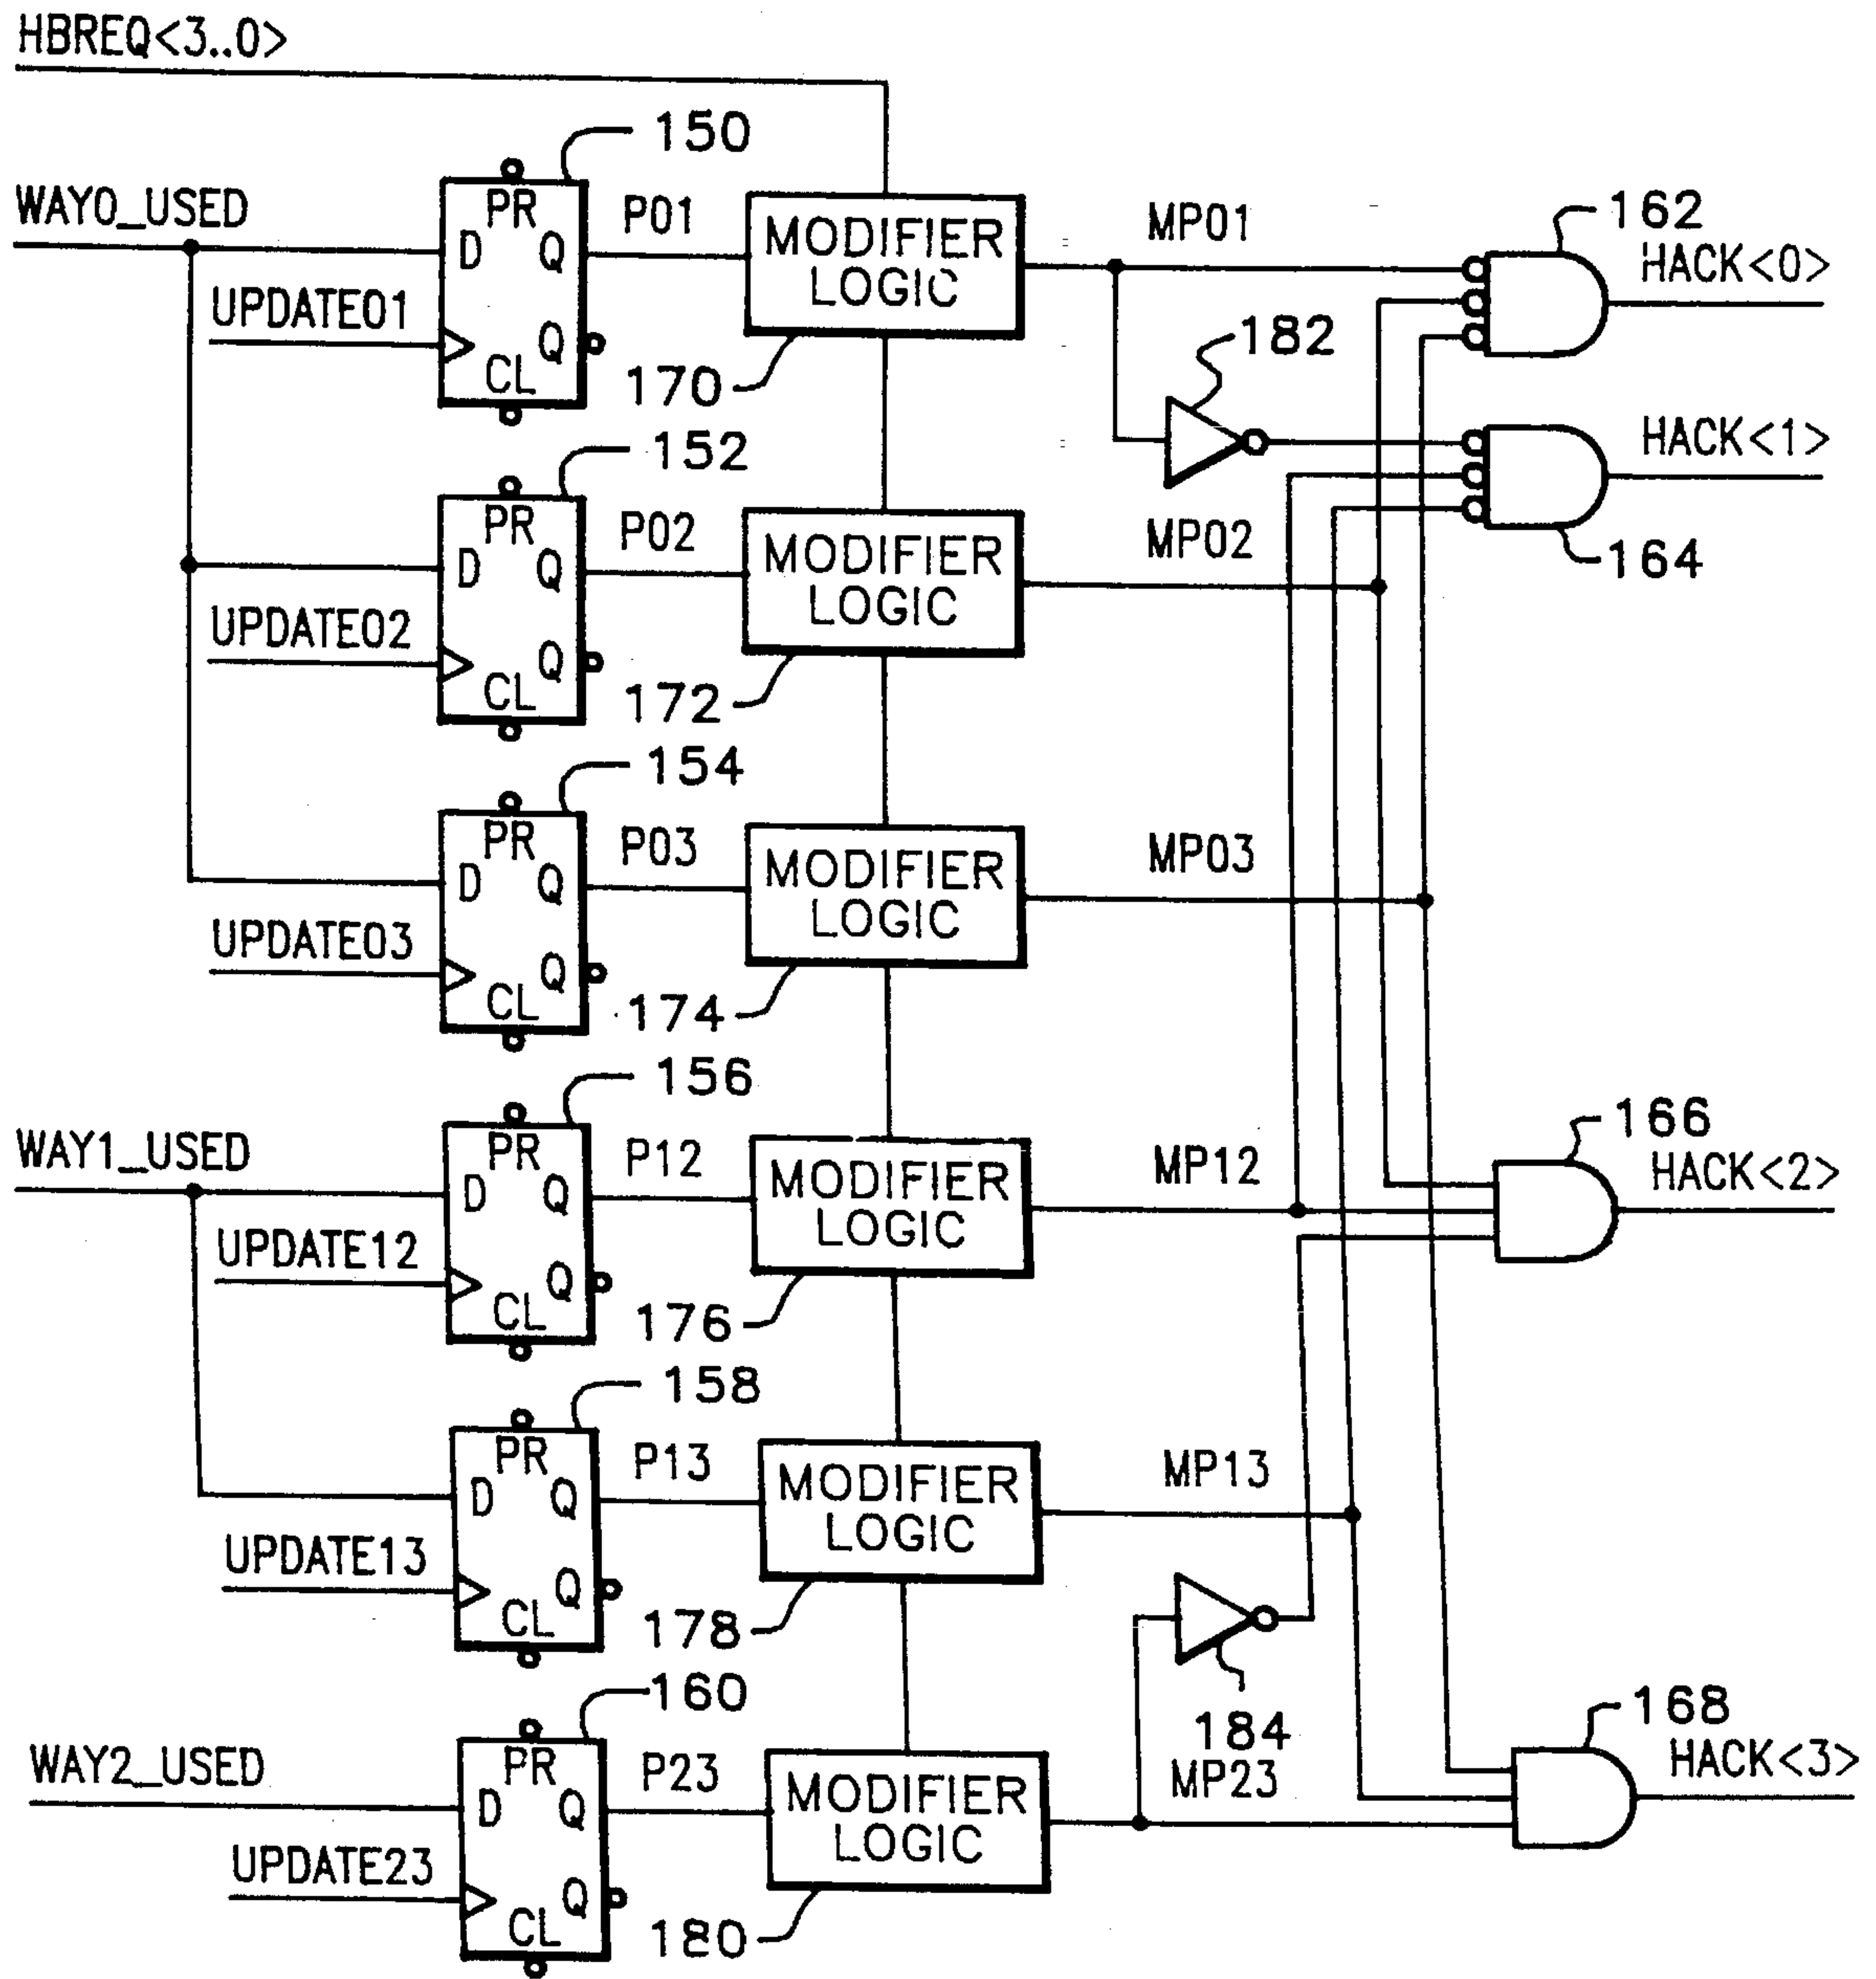 HBREQ<3..0>
150
WAY0_USED
PR
D
Q
UPDATE01
Q
CL
P01
MODIFIER
LOGIC
170
MP01
162
HACK<0>
182
HACK<1>
164
152
PR
D
Q
UPDATE02
Q
CL
P02
MODIFIER
LOGIC
172
MP02
154
PR
D
Q
UPDATE03
Q
CL
P03
MODIFIER
LOGIC
174
MP03
156
WAY1_USED
PR
D
Q
UPDATE12
Q
CL
P12
MODIFIER
LOGIC
176
MP12
166
HACK<2>
158
PR
D
Q
UPDATE13
Q
CL
P13
MODIFIER
LOGIC
178
MP13
184
160
WAY2_USED
PR
D
Q
UPDATE23
Q
CL
P23
MODIFIER
LOGIC
180
MP23
168
HACK<3>